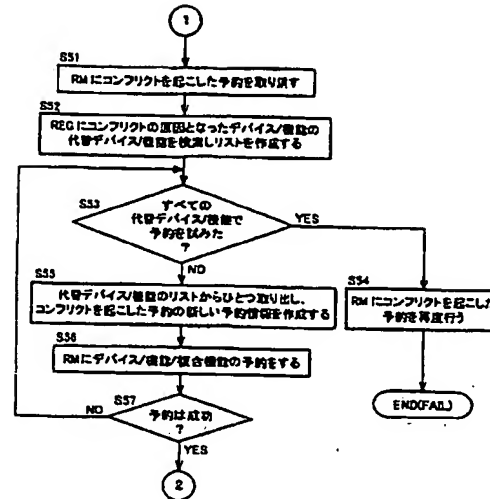 1
S51
RMにコンフリクトを起こした予約を取り消す
S52
REGにコンフリクトの原因となったデバイス/機能の
代替デバイス/機能を検索しリストを作成する
S53
すべての
代替デバイス/機能で
予約を試みた
?
YES
NO
S55
代替デバイス/機能のリストからひとつ取り出し、
コンフリクトを起こした予約の新しい予約情報を作成する
S54
RMにコンフリクトを起こした
予約を再度行う
S56
RMにデバイス/機能/複合機能の予約をする
END(FAIL)
S57
予約は成功
?
NO
YES
2